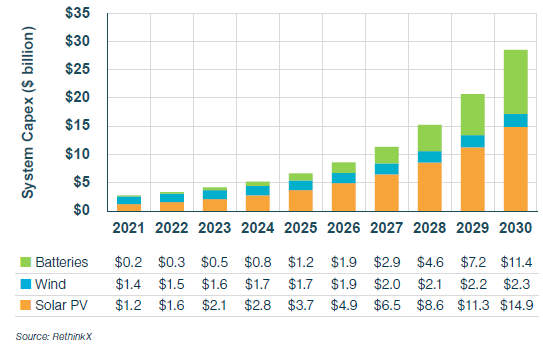 System Capex ($ billion)
$35
$30
$25
$20
$15
$10
$5
$0
2021 2022 2023 2024 2025 2026 2027 2028 2029 2030
Batteries $0.2 $0.3 $0.5 $0.8 $1.2 $1.9 $2.9 $4.6 $7.2 $11.4
Wind $1.4 $1.5 $1.6 $1.7 $1.7 $1.9 $2.0 $2.1 $2.2 $2.3
Solar PV $1.2 $1.6 $2.1 $2.8 $3.7 $4.9 $6.5 $8.6 $11.3 $14.9
Source: RethinkX